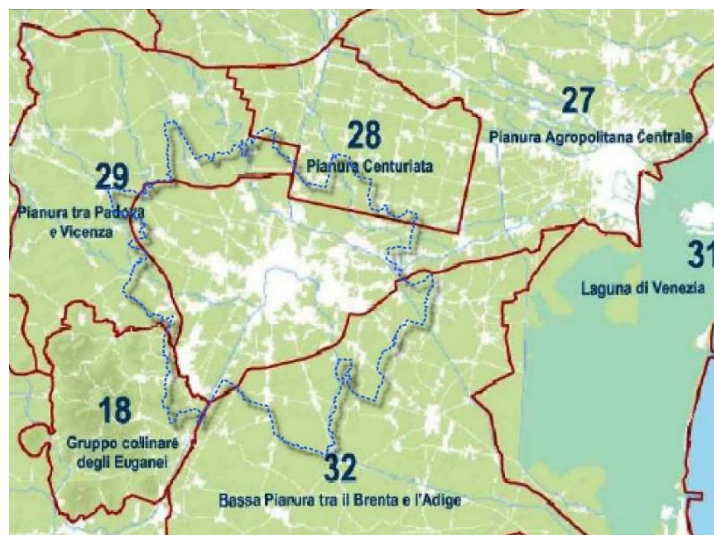 27
Pianura Agropolitana Centrale
28
Pianura Centuriata
29
Pianura tra Padova
e Vicenza
31
Laguna di Venezia
18
Gruppo collinare
degli Euganei
32
Bassa Pianura tra il Brenta e l'Adige